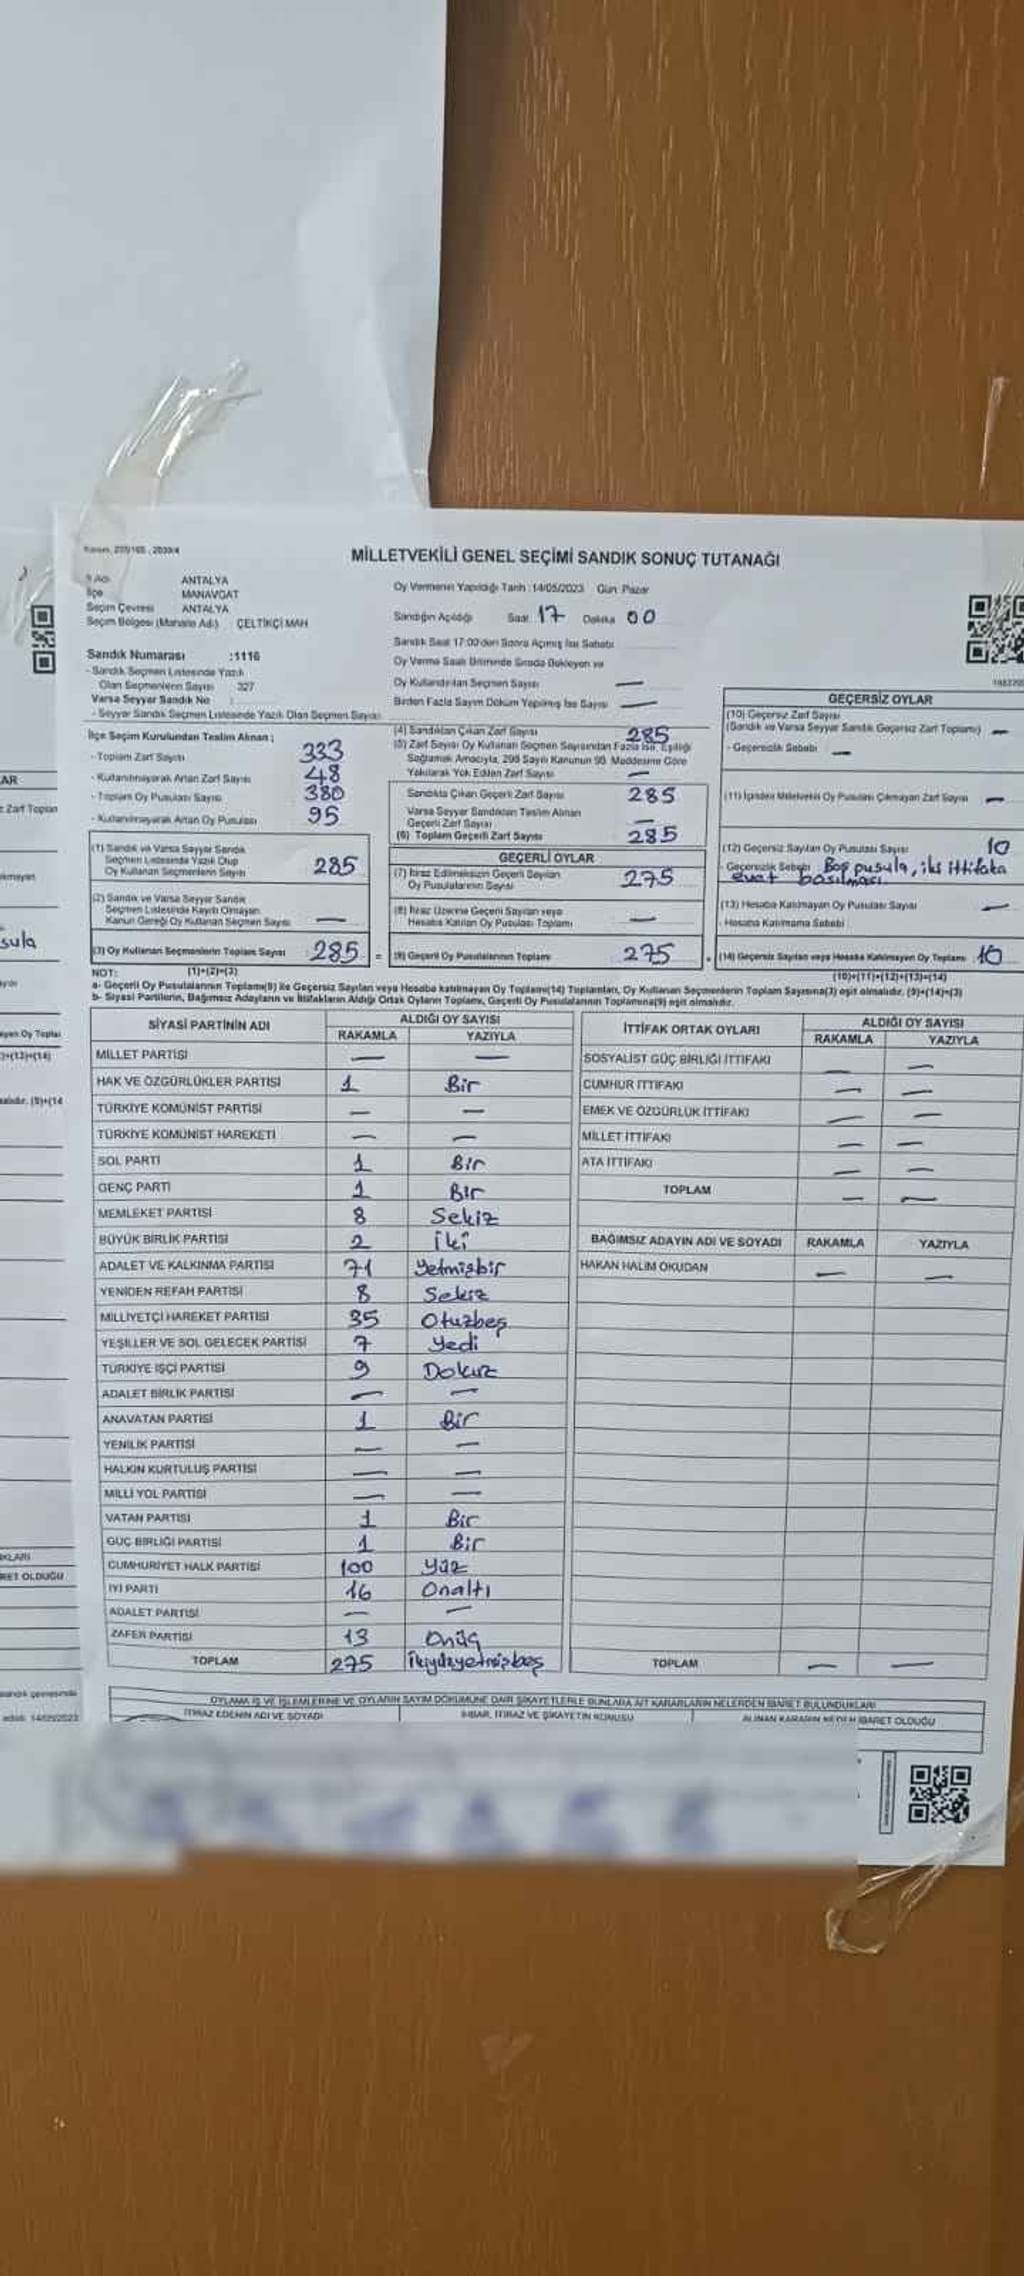 MİLLETVEKİLİ GENEL SEÇİMİ SANDIK SONUÇ TUTANAĞI
İl Adı ANTALYA
İlçe MANAVGAT
Seçim Çevresi ANTALYA
Seçim Bölgesi (Mahalle Adı) ÇELTİKÇİ MAH
Sandık Numarası :1116
- Sandık Seçmen Listesinde Yazılı
Olan Seçmenlerin Sayısı 327
Varsa Seyyar Sandık No :
- Seyyar Sandık Seçmen Listesinde Yazılı Olan Seçmen Sayısı
Oy Vermenin Yapıldığı Tarih :14/05/2023 Gün: Pazar
Sandığın Açıldığı Saat 17 Dakika 00
Sandık Saat 17:00'den Sonra Açılmış İse Sebebi
Oy Verme Saati Bitiminde Sırada Bekleyen ve
Oy Kullandırılan Seçmen Sayısı —
Birden Fazla Sayım Döküm Yapılmış İse Sayısı —
İlçe Seçim Kurulundan Teslim Alınan ;
- Toplam Zarf Sayısı 333
- Kullanılmayarak Artan Zarf Sayısı 48
- Toplam Oy Pusulası Sayısı 380
- Kullanılmayarak Artan Oy Pusulası 95
(1) Sandık ve Varsa Seyyar Sandık
Seçmen Listesinde Yazılı Olup
Oy Kullanan Seçmenlerin Sayısı 285
(2) Sandık ve Varsa Seyyar Sandık
Seçmen Listesinde Kayıtlı Olmayan
Kanun Gereği Oy Kullanan Seçmen Sayısı —
(3) Oy Kullanan Seçmenlerin Toplam Sayısı 285 =
(1)+(2)=(3)
(4) Sandıktan Çıkan Zarf Sayısı 285
(5) Zarf Sayısı Oy Kullanan Seçmen Sayısından Fazla İse, Eşitliği
Sağlamak Amacıyla, 298 Sayılı Kanunun 98. Maddesine Göre
Yakılarak Yok Edilen Zarf Sayısı —
Sandıkta Çıkan Geçerli Zarf Sayısı 285
Varsa Seyyar Sandıktan Teslim Alınan
Geçerli Zarf Sayısı —
(6) Toplam Geçerli Zarf Sayısı 285
GEÇERLİ OYLAR
(7) İtiraz Edilmeksizin Geçerli Sayılan
Oy Pusulalarının Sayısı 275
(8) İtiraz Üzerine Geçerli Sayılan veya
Hesaba Katılan Oy Pusulası Toplamı —
(9) Geçerli Oy Pusulalarının Toplamı 275 +
GEÇERSİZ OYLAR
(10) Geçersiz Zarf Sayısı
(Sandık ve Varsa Seyyar Sandık Geçersiz Zarf Toplamı) —
- Geçersizlik Sebebi —
(11) İçinden Milletvekili Oy Pusulası Çıkmayan Zarf Sayısı —
(12) Geçersiz Sayılan Oy Pusulası Sayısı 10
- Geçersizlik Sebebi Boş pusula, iki ittifaka
evet basılması
(13) Hesaba Katılmayan Oy Pusulası Sayısı —
- Hesaba Katılmama Sebebi
(14) Geçersiz Sayılan veya Hesaba Katılmayan Oy Toplamı 10
(10)+(11)+(12)+(13)=(14)
NOT:
a- Geçerli Oy Pusulalarının Toplamı(9) ile Geçersiz Sayılan veya Hesaba katılmayan Oy Toplamı(14) Toplamları, Oy Kullanan Seçmenlerin Toplam Sayısına(3) eşit olmalıdır. (9)+(14)=(3)
b- Siyasi Partilerin, Bağımsız Adayların ve İttifakların Aldığı Ortak Oyların Toplamı, Geçerli Oy Pusulalarının Toplamına(9) eşit olmalıdır.
SİYASİ PARTİNİN ADI ALDIĞI OY SAYISI
RAKAMLA YAZIYLA
MİLLET PARTİSİ — —
HAK VE ÖZGÜRLÜKLER PARTİSİ 1 Bir
TÜRKİYE KOMÜNİST PARTİSİ — —
TÜRKİYE KOMÜNİST HAREKETİ — —
SOL PARTİ 1 Bir
GENÇ PARTİ 1 Bir
MEMLEKET PARTİSİ 8 Sekiz
BÜYÜK BİRLİK PARTİSİ 2 İki
ADALET VE KALKINMA PARTİSİ 71 Yetmişbir
YENİDEN REFAH PARTİSİ 8 Sekiz
MİLLİYETÇİ HAREKET PARTİSİ 35 Otuzbeş
YEŞİLLER VE SOL GELECEK PARTİSİ 7 Yedi
TÜRKİYE İŞÇİ PARTİSİ 9 Dokuz
ADALET BİRLİK PARTİSİ — —
ANAVATAN PARTİSİ 1 Bir
YENİLİK PARTİSİ — —
HALKIN KURTULUŞ PARTİSİ — —
MİLLİ YOL PARTİSİ — —
VATAN PARTİSİ 1 Bir
GÜÇ BİRLİĞİ PARTİSİ 1 Bir
CUMHURİYET HALK PARTİSİ 100 Yüz
İYİ PARTİ 16 Onaltı
ADALET PARTİSİ — —
ZAFER PARTİSİ 13 Onüç
TOPLAM 275 İkiyüzyetmişbeş
İTTİFAK ORTAK OYLARI ALDIĞI OY SAYISI
RAKAMLA YAZIYLA
SOSYALİST GÜÇ BİRLİĞİ İTTİFAKI — —
CUMHUR İTTİFAKI — —
EMEK VE ÖZGÜRLÜK İTTİFAKI — —
MİLLET İTTİFAKI — —
ATA İTTİFAKI — —
TOPLAM — —
BAĞIMSIZ ADAYIN ADI VE SOYADI RAKAMLA YAZIYLA
HAKAN HALİM OKUDAN — —
TOPLAM — —
OYLAMA İŞ VE İŞLEMLERİNE VE OYLARIN SAYIM DÖKÜMÜNE DAİR ŞİKAYETLERLE BUNLARA AİT KARARLARIN NELERDEN İBARET BULUNDUKLARI
İTİRAZ EDENİN ADI VE SOYADI
İHBAR, İTİRAZ VE ŞİKAYETİN KONUSU
ALINAN KARARIN NEDEN İBARET OLDUĞU